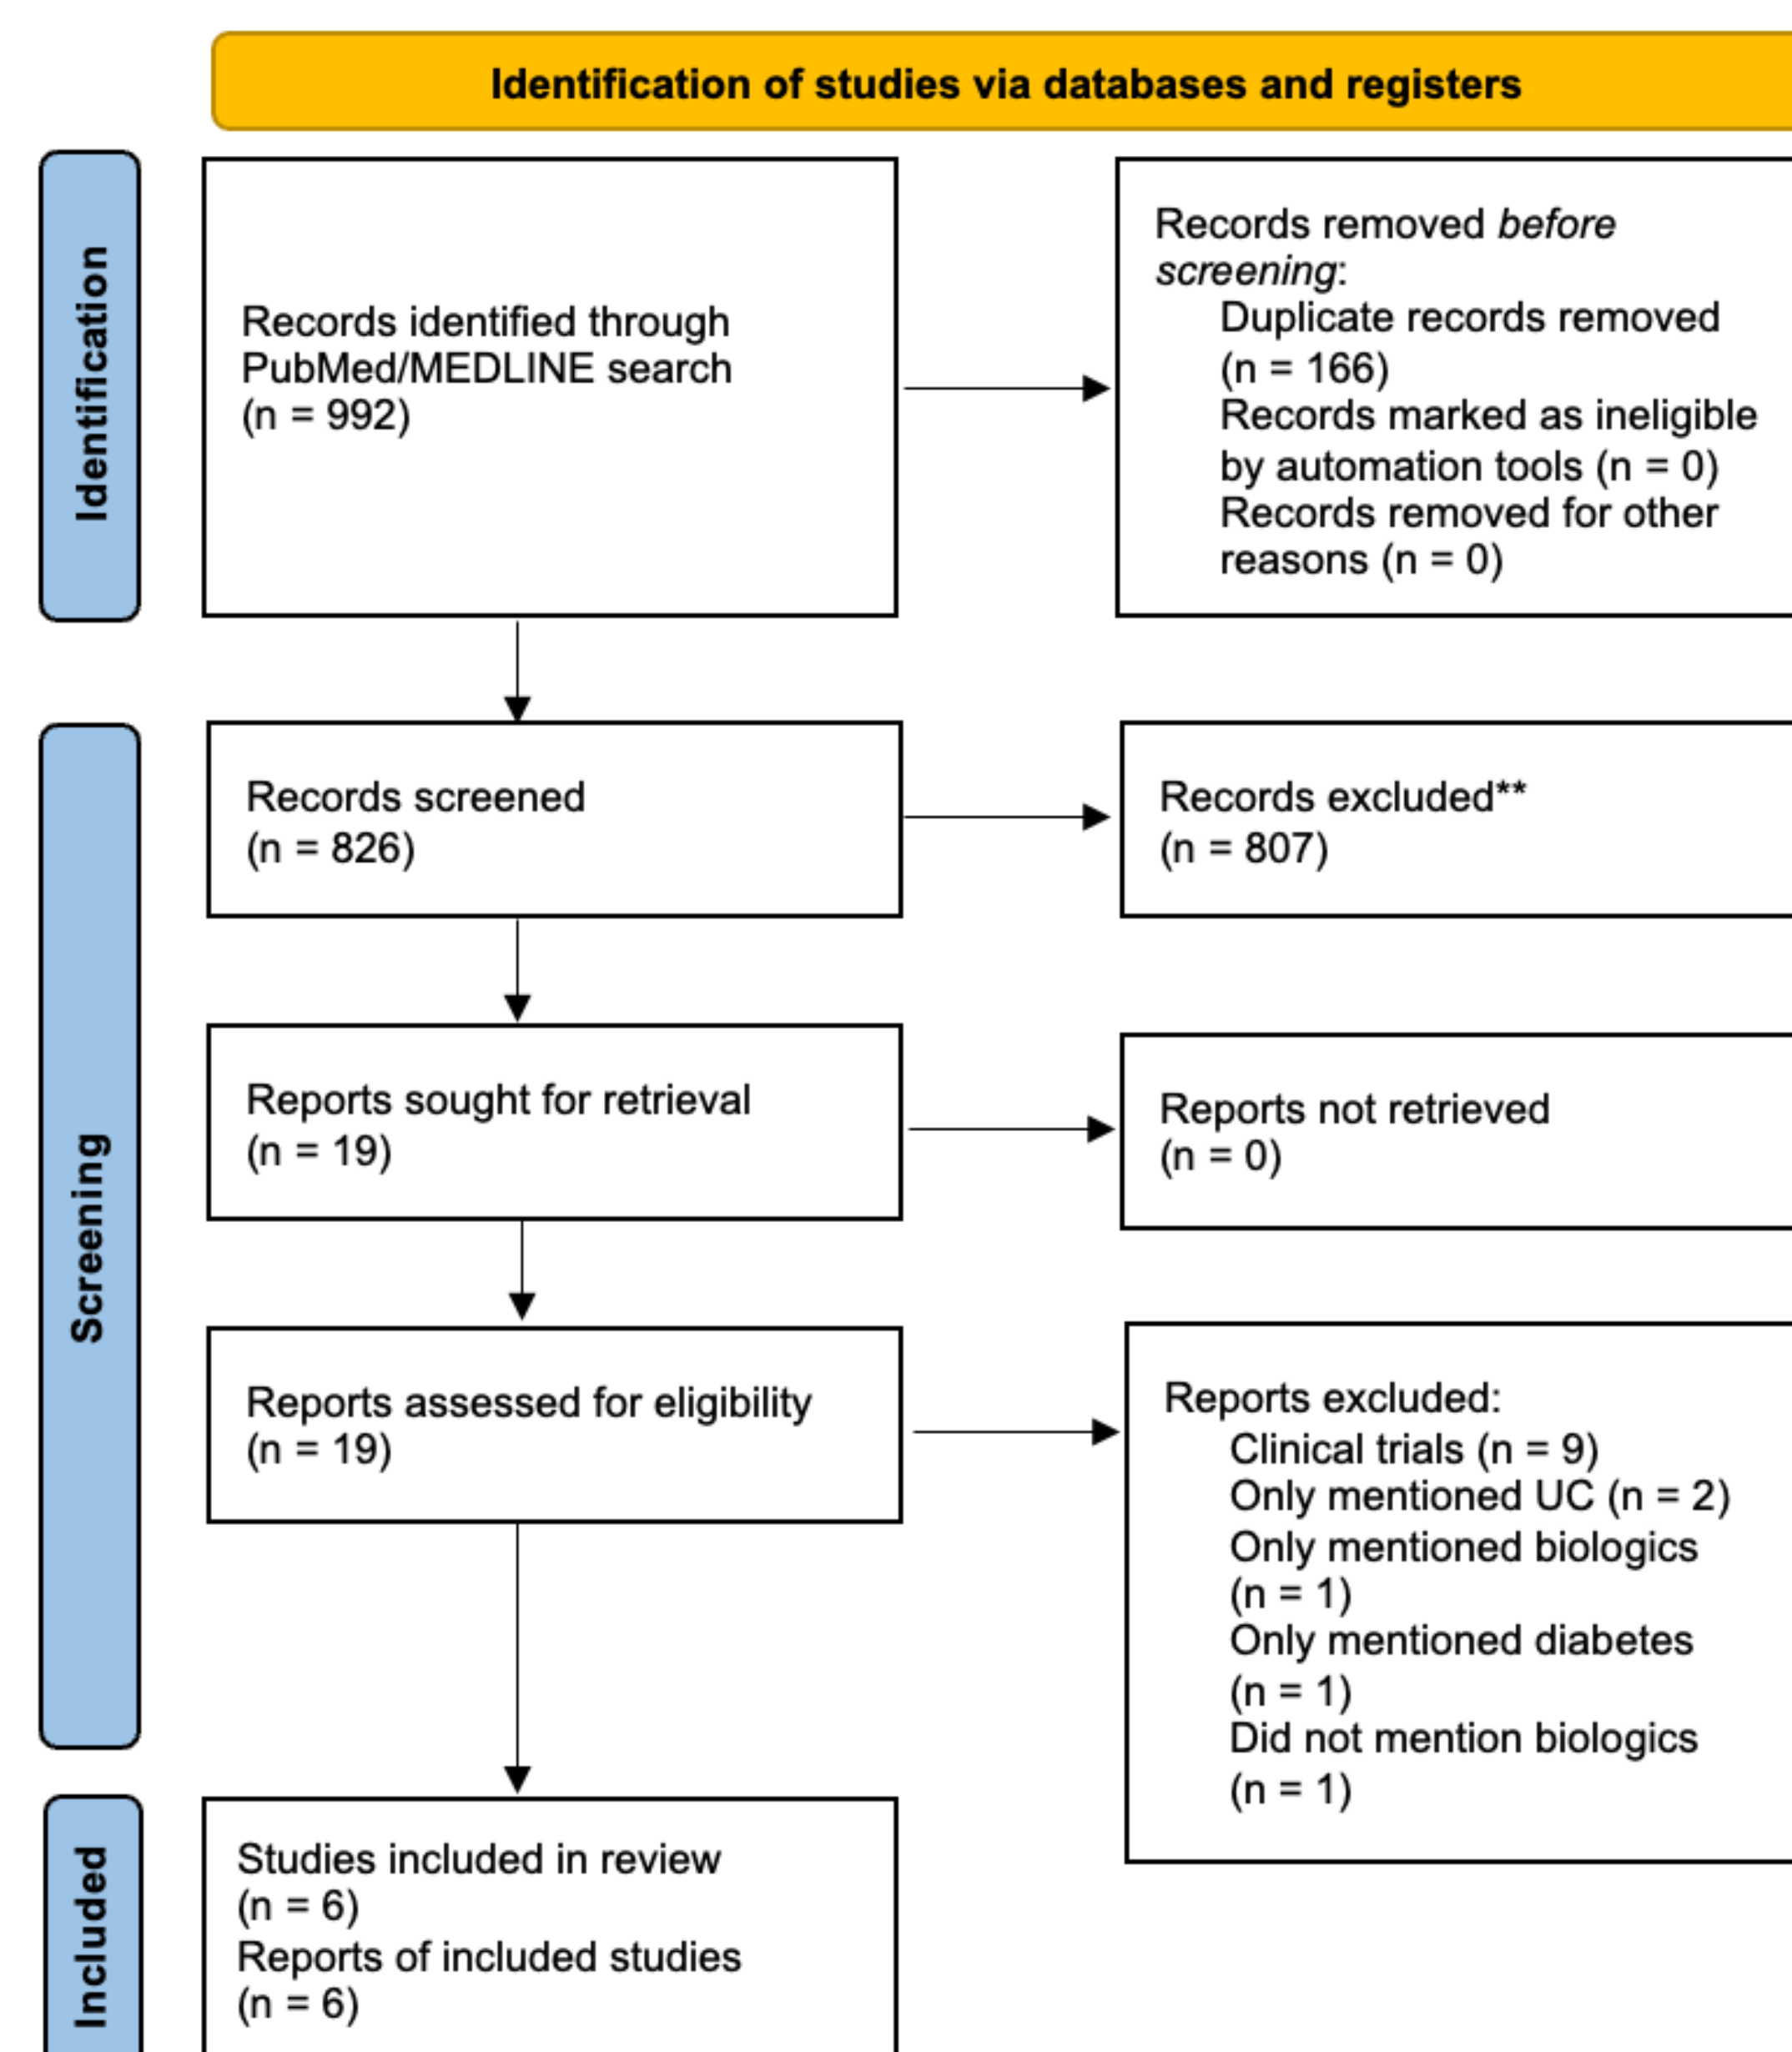 Identification of studies via databases and registers
Identification
Records identified through
PubMed/MEDLINE search
(n = 992)
Records removed before
screening:
Duplicate records removed
(n = 166)
Records marked as ineligible
by automation tools (n = 0)
Records removed for other
reasons (n = 0)
Screening
Records screened
(n = 826)
Records excluded**
(n = 807)
Reports sought for retrieval
(n = 19)
Reports not retrieved
(n = 0)
Reports assessed for eligibility
(n = 19)
Reports excluded:
Clinical trials (n = 9)
Only mentioned UC (n = 2)
Only mentioned biologics
(n = 1)
Only mentioned diabetes
(n = 1)
Did not mention biologics
(n = 1)
Included
Studies included in review
(n = 6)
Reports of included studies
(n = 6)